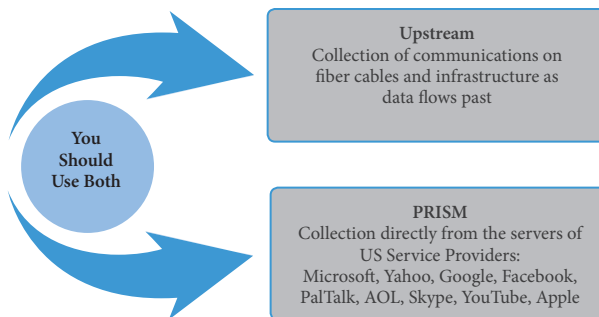 You
Should
Use Both
Upstream
Collection of communications on
fiber cables and infrastructure as
data flows past
PRISM
Collection directly from the servers of
US Service Providers:
Microsoft, Yahoo, Google, Facebook,
PalTalk, AOL, Skype, YouTube, Apple